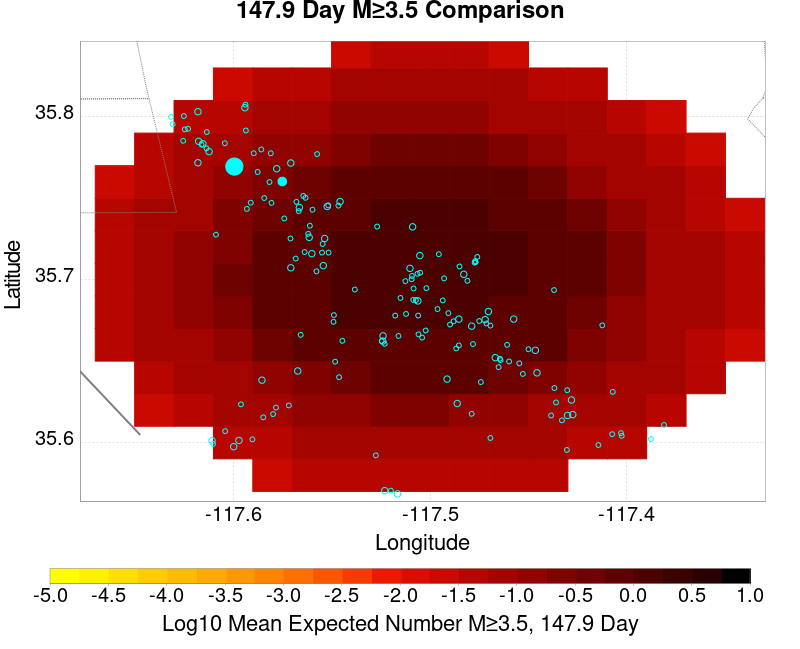 147.9 Day M≥3.5 Comparison
35.8
35.7
35.6
Latitude
-117.6 -117.5 -117.4
Longitude
-5.0 -4.5 -4.0 -3.5 -3.0 -2.5 -2.0 -1.5 -1.0 -0.5 0.0 0.5 1.0
Log10 Mean Expected Number M≥3.5, 147.9 Day